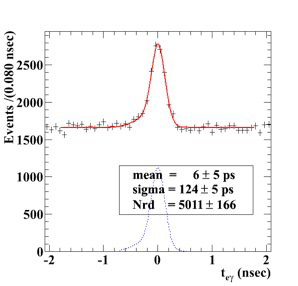 Events /(0.080 nsec)
2500
2000
1500
1000
500
0
mean = 6 ± 5 ps
sigma = 124 ± 5 ps
Nrd = 5011 ± 166
-2 -1 0 1 2
t_eγ (nsec)